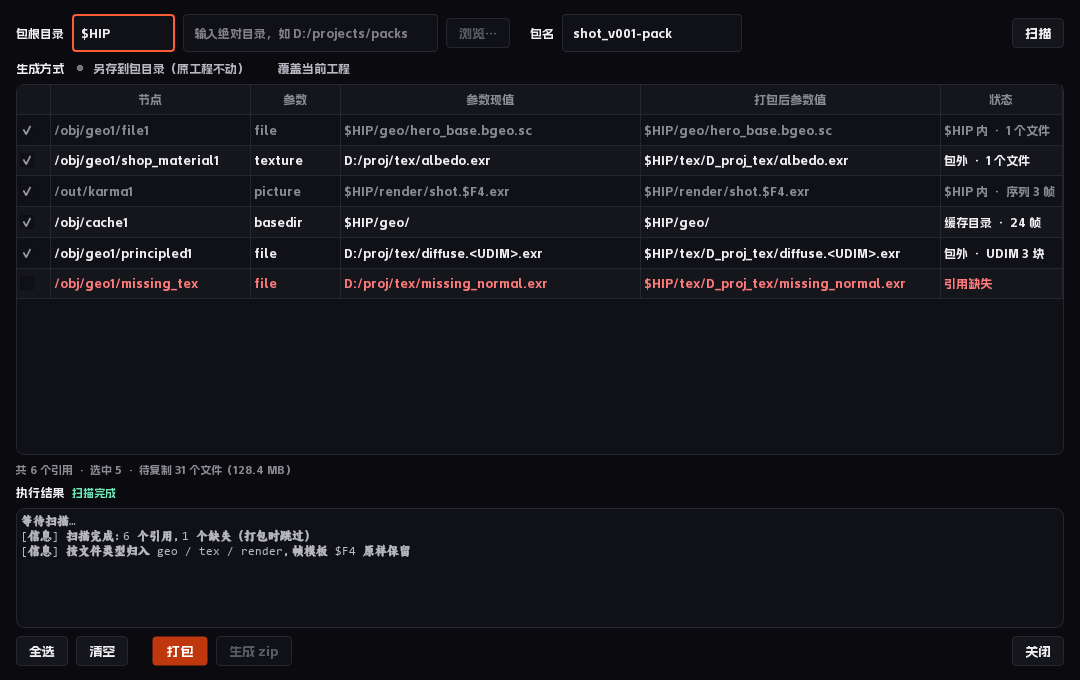 包根目录 $HIP 输入绝对目录，如 D:/projects/packs 浏览… 包名 shot_v001-pack 扫描
生成方式 另存到包目录（原工程不动） 覆盖当前工程
节点 参数 参数现值 打包后参数值 状态
✓ /obj/geo1/file1 file $HIP/geo/hero_base.bgeo.sc $HIP/geo/hero_base.bgeo.sc $HIP 内 · 1 个文件
✓ /obj/geo1/shop_material1 texture D:/proj/tex/albedo.exr $HIP/tex/D_proj_tex/albedo.exr 包外 · 1 个文件
✓ /out/karma1 picture $HIP/render/shot.$F4.exr $HIP/render/shot.$F4.exr $HIP 内 · 序列 3 帧
✓ /obj/cache1 basedir $HIP/geo/ $HIP/geo/ 缓存目录 · 24 帧
✓ /obj/geo1/principled1 file D:/proj/tex/diffuse.<UDIM>.exr $HIP/tex/D_proj_tex/diffuse.<UDIM>.exr 包外 · UDIM 3 块
/obj/geo1/missing_tex file D:/proj/tex/missing_normal.exr $HIP/tex/D_proj_tex/missing_normal.exr 引用缺失
共 6 个引用 · 选中 5 · 待复制 31 个文件（128.4 MB）
执行结果 扫描完成
等待扫描…
[信息] 扫描完成：6 个引用，1 个缺失（打包时跳过）
[信息] 按文件类型归入 geo / tex / render，帧模板 $F4 原样保留
全选 清空 打包 生成 zip 关闭